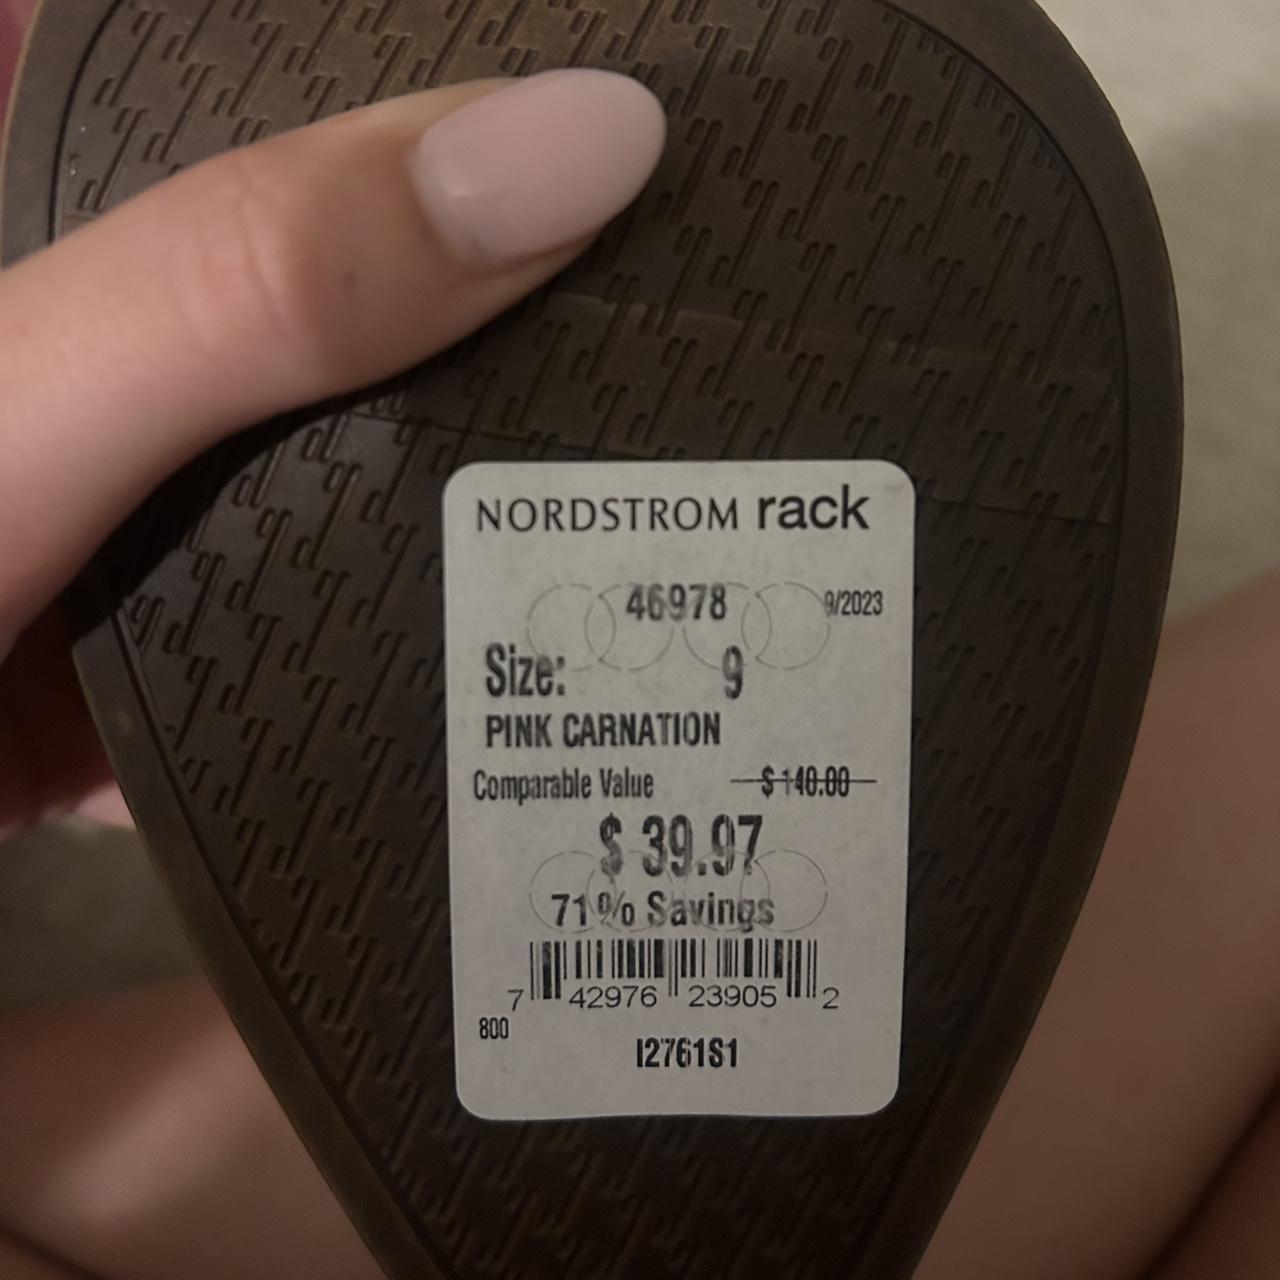 NORDSTROM rack
46978 9/2023
Size: 9
PINK CARNATION
Comparable Value $140.00
$ 39.97
71% Savings
7 42976 23905 2
800
I2761S1